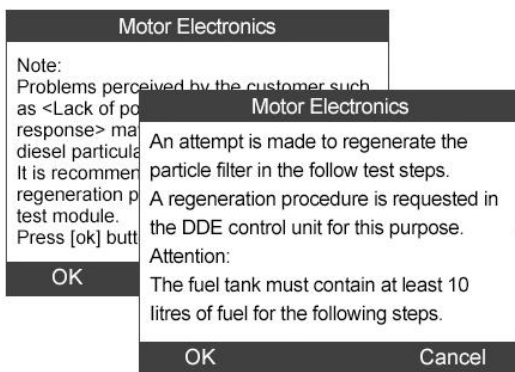 Motor Electronics
Note:
Problems perceived by the customer such
as <Lack of po
response> ma
diesel particula
It is recommen
regeneration p
test module.
Press [ok] butt
OK
Motor Electronics
An attempt is made to regenerate the
particle filter in the follow test steps.
A regeneration procedure is requested in
the DDE control unit for this purpose.
Attention:
The fuel tank must contain at least 10
litres of fuel for the following steps.
OK Cancel